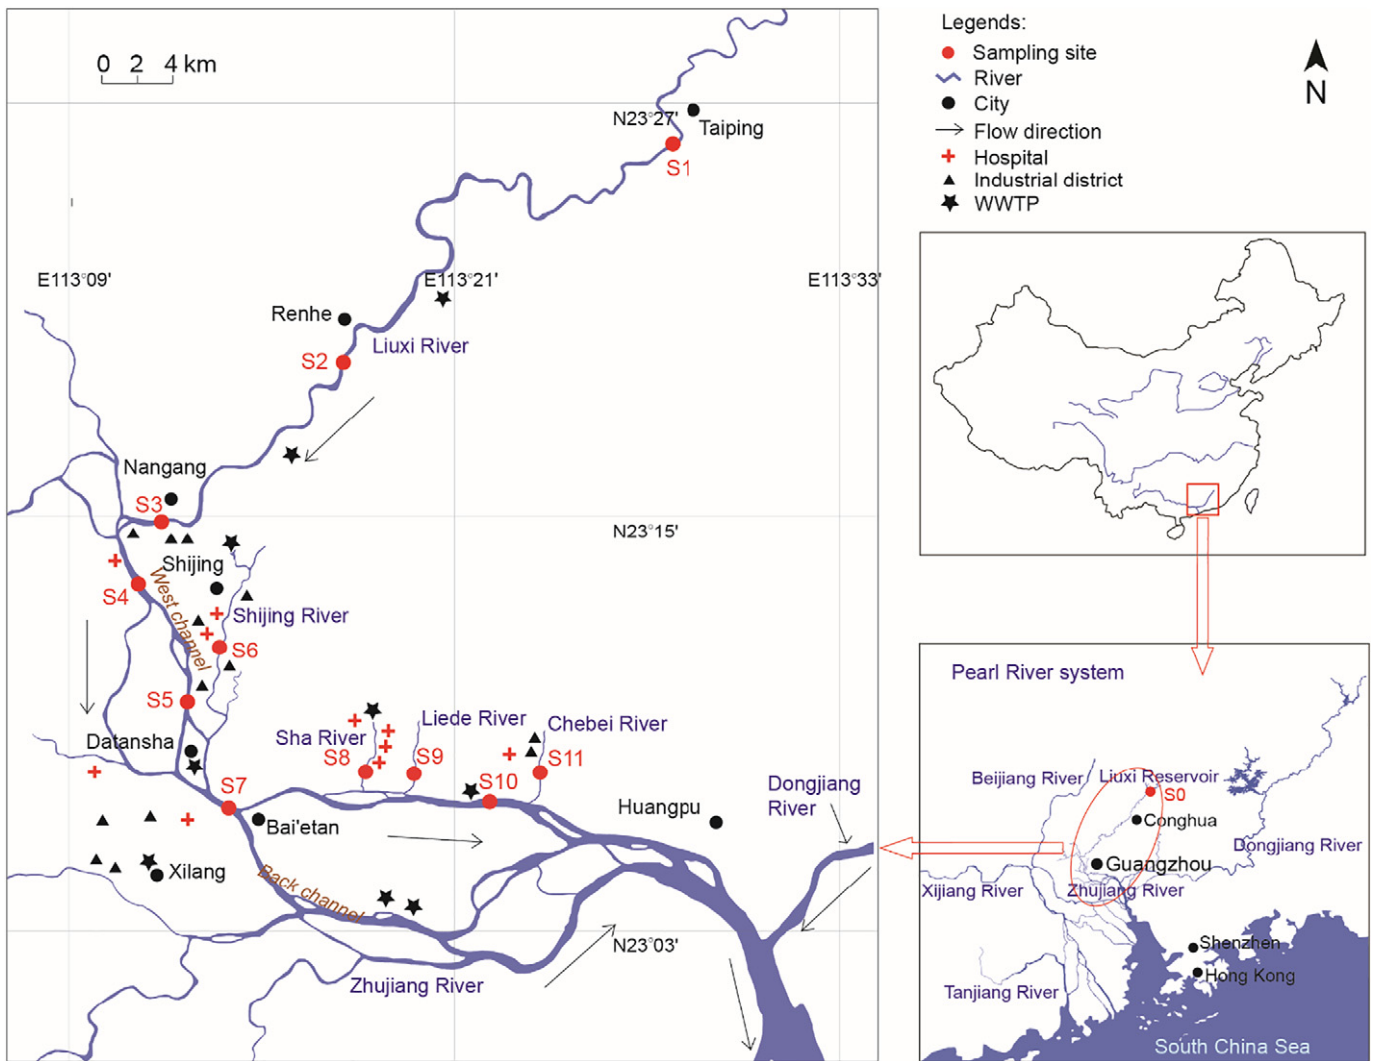 0 2 4 km
N23°27'
Taiping
S1
E113°09'
E113°21'
E113°33'
Renhe
Liuxi River
S2
Nangang
S3
N23°15'
Shijing
S4
West channel
Shijing River
S6
S5
Datansha
Sha River
Liede River
Chebei River
S8
S9
S10
S11
S7
Bai'etan
Huangpu
Dongjiang
River
Xilang
Back channel
N23°03'
Zhujiang River
Legends:
Sampling site
River
City
Flow direction
Hospital
Industrial district
WWTP
N
Pearl River system
Beijiang River
Liuxi Reservoir
S0
Conghua
Dongjiang River
Guangzhou
Xijiang River
Zhujiang River
Shenzhen
Hong Kong
Tanjiang River
South China Sea